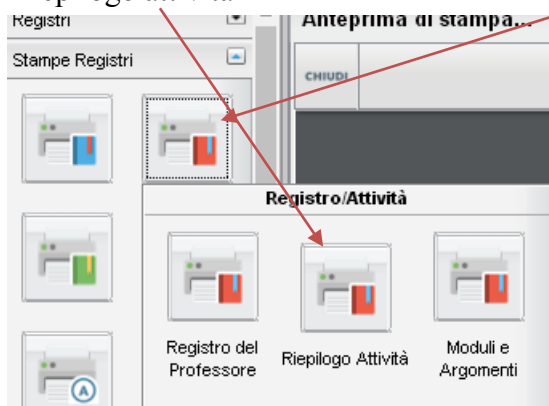 Registri
Anteprima di stampa...
Stampe Registri
CHIUDI
Registro/Attività
Registro del
Professore
Riepilogo Attività
Moduli e
Argomenti
A